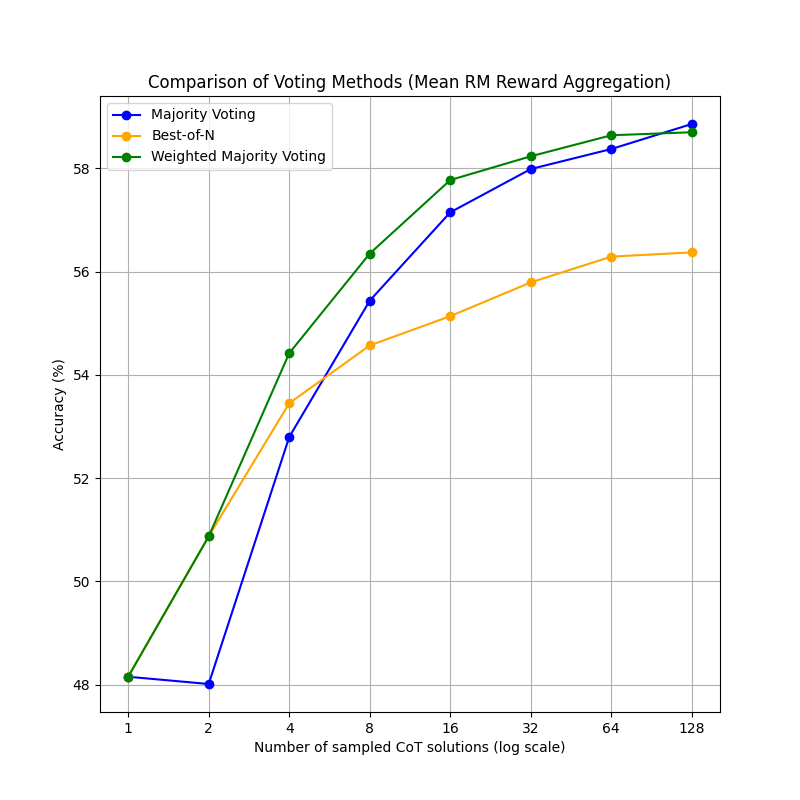 Comparison of Voting Methods (Mean RM Reward Aggregation)
Majority Voting
Best-of-N
Weighted Majority Voting
58
56
54
52
50
48
Accuracy (%)
1 2 4 8 16 32 64 128
Number of sampled CoT solutions (log scale)